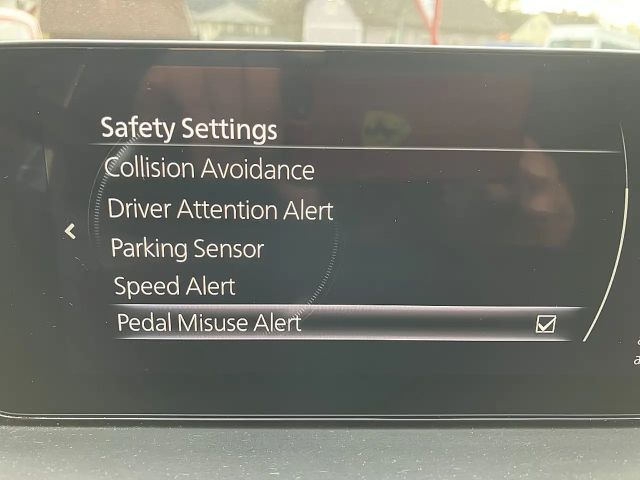 Safety Settings
Collision Avoidance
Driver Attention Alert
Parking Sensor
Speed Alert
Pedal Misuse Alert